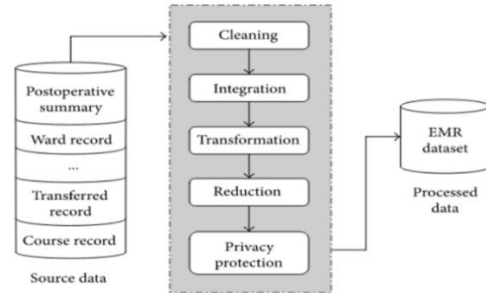 Postoperative
summary
Ward record
...
Transferred
record
Course record
Source data
Cleaning
Integration
Transformation
Reduction
Privacy
protection
EMR
dataset
Processed
data